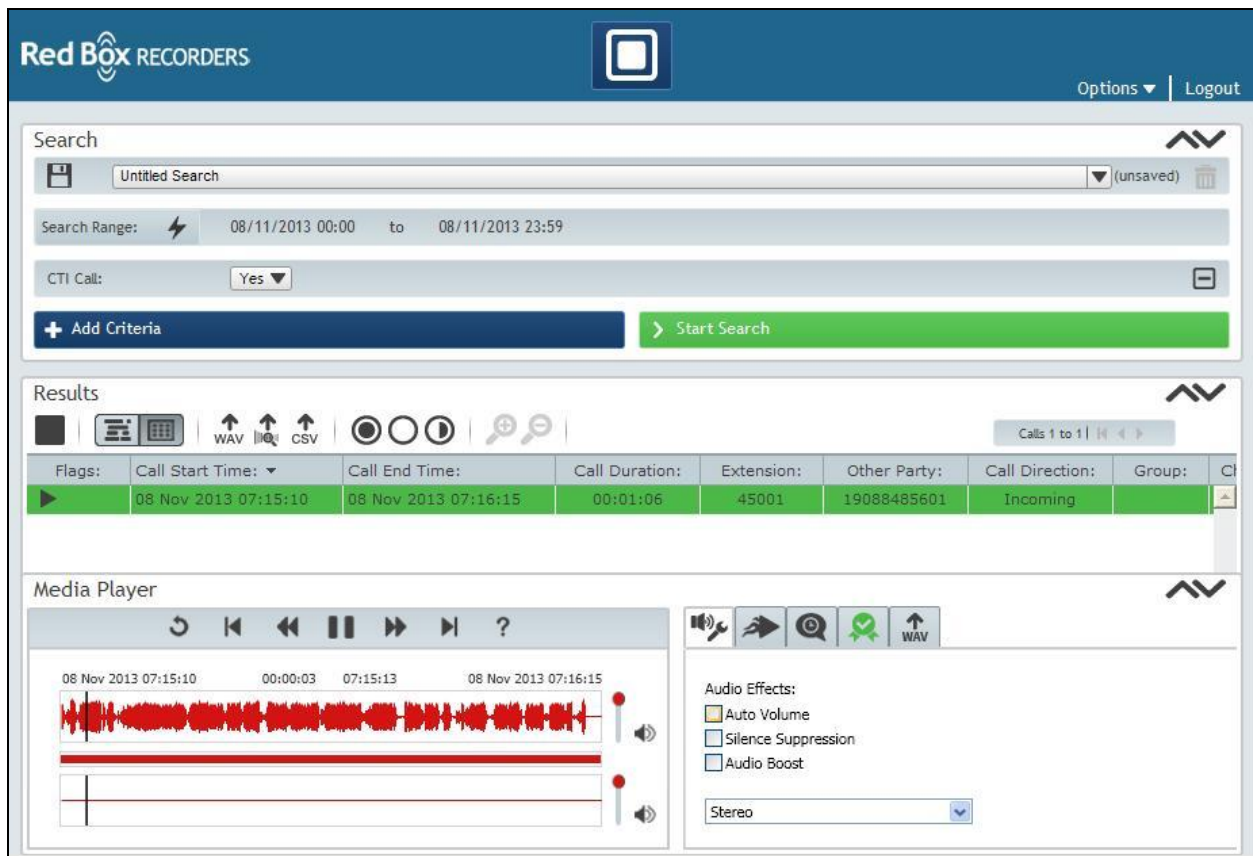 Red Box RECORDERS
Options Logout
Search
Untitled Search (unsaved)
Search Range: 08/11/2013 00:00 to 08/11/2013 23:59
CTI Call: Yes
Add Criteria Start Search
Results
WAV CSV Calls 1 to 1
Flags: Call Start Time: Call End Time: Call Duration: Extension: Other Party: Call Direction: Group: Ch
08 Nov 2013 07:15:10 08 Nov 2013 07:16:15 00:01:06 45001 19088485601 Incoming
Media Player
? WAV
08 Nov 2013 07:15:10 00:00:03 07:15:13 08 Nov 2013 07:16:15
Audio Effects:
Auto Volume
Silence Suppression
Audio Boost
Stereo